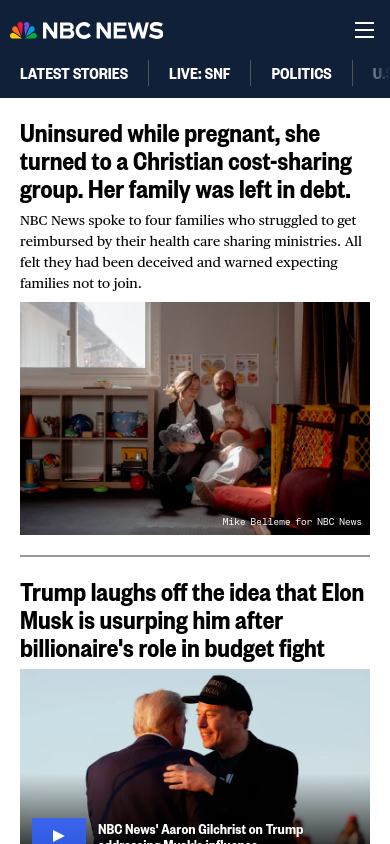 NBC NEWS
LATEST STORIES
LIVE: SNF
POLITICS
Uninsured while pregnant, she
turned to a Christian cost-sharing
group. Her family was left in debt.
NBC News spoke to four families who struggled to get
reimbursed by their health care sharing ministries. All
felt they had been deceived and warned expecting
families not to join.
Mike Belleme for NBC News
Trump laughs off the idea that Elon
Musk is usurping him after
billionaire's role in budget fight
NBC News' Aaron Gilchrist on Trump
addressing Musk's influence